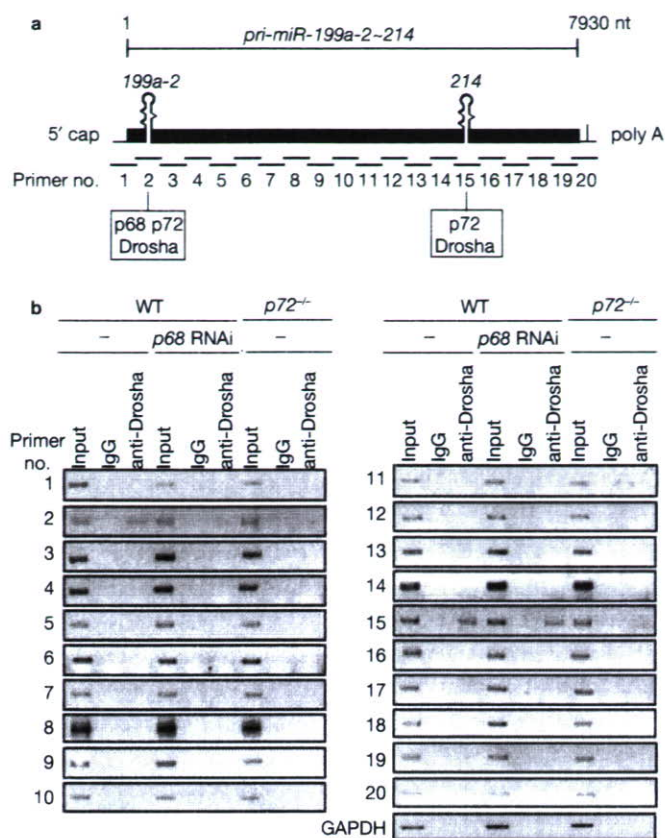 a
1 7930 nt
pri-miR-199a-2~214
199a-2 214
5′ cap poly A
Primer no. 1 2 3 4 5 6 7 8 9 10 11 12 13 14 15 16 17 18 19 20
p68 p72
Drosha
p72
Drosha
b
WT p72–/–
– p68 RNAi –
Primer no.
Input IgG anti-Drosha Input IgG anti-Drosha Input IgG anti-Drosha
1
2
3
4
5
6
7
8
9
10
WT p72–/–
– p68 RNAi –
Input IgG anti-Drosha Input IgG anti-Drosha Input IgG anti-Drosha
11
12
13
14
15
16
17
18
19
20
GAPDH